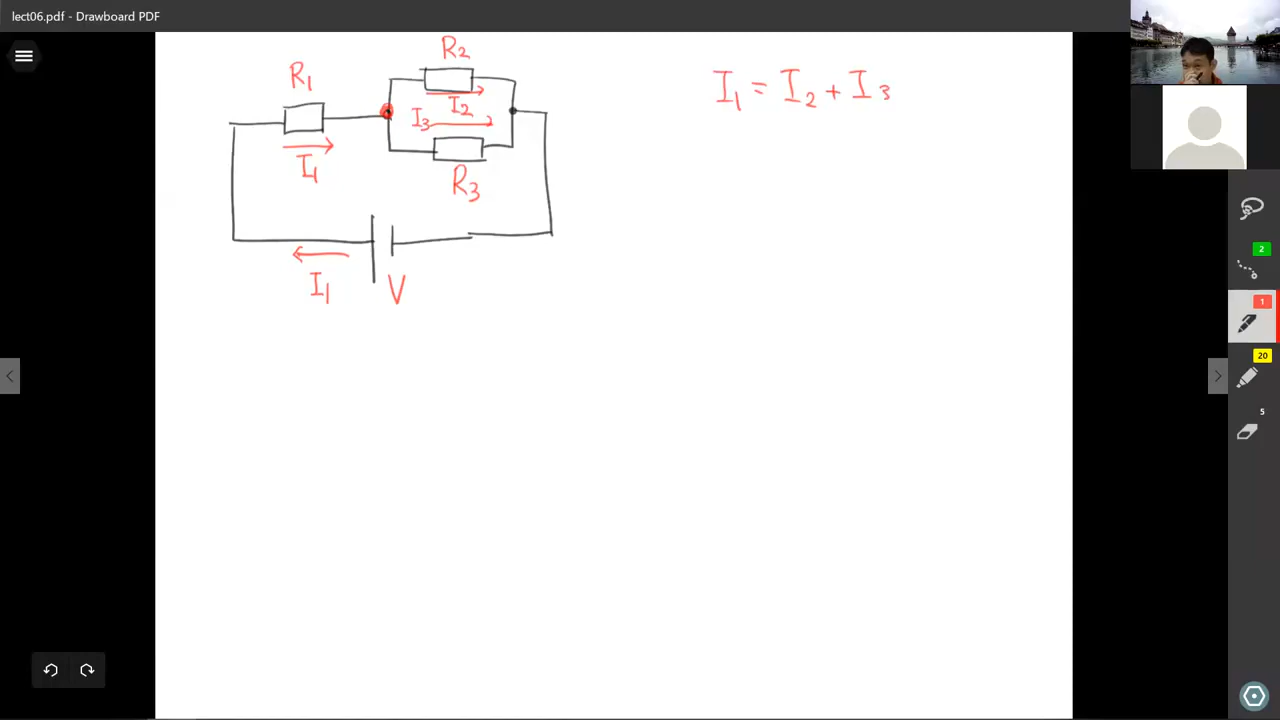 lect06.pdf - Drawboard PDF
R2
R1
I1 = I2 + I3
I2
I3
I1
R3
I1
V
2
1
20
5